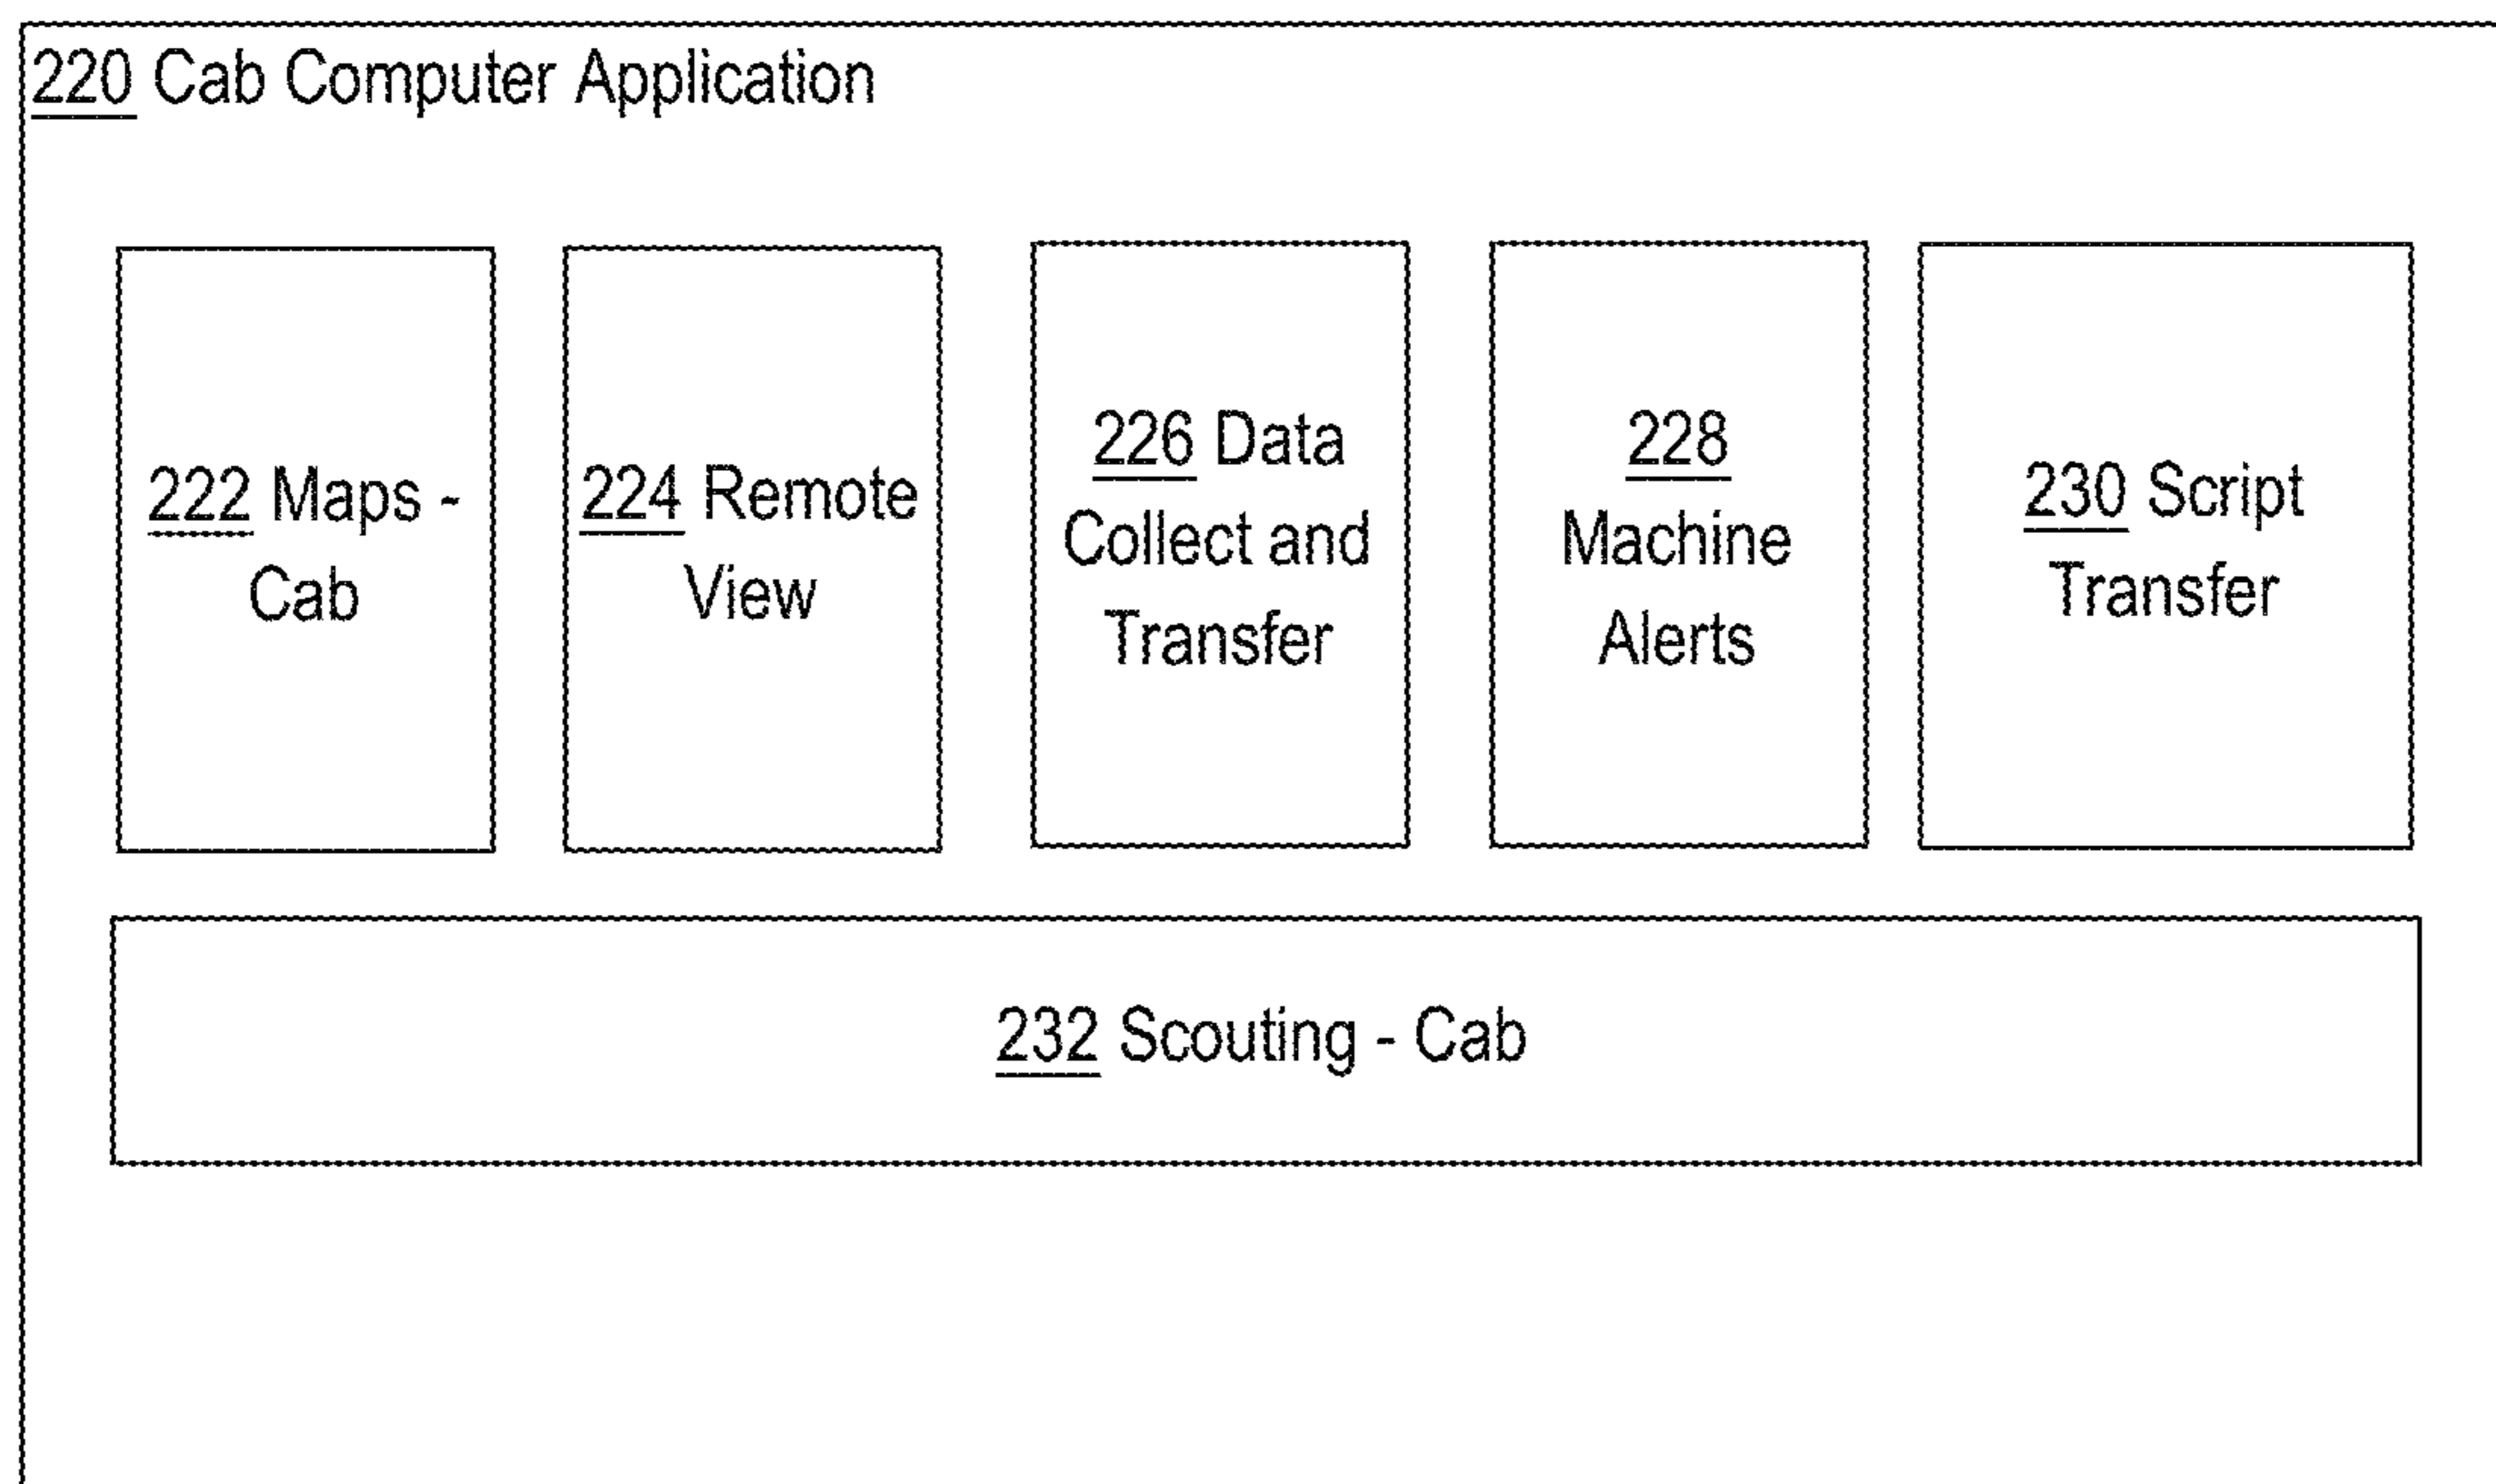 220 Cab Computer Application
222 Maps -
Cab
224 Remote
View
226 Data
Collect and
Transfer
228
Machine
Alerts
230 Script
Transfer
232 Scouting - Cab